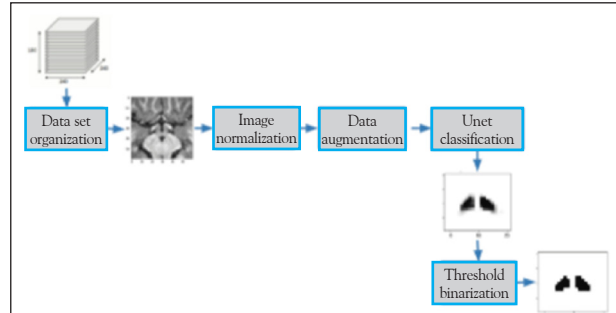 Data set
organization
Image
normalization
Data
augmentation
Unet
classification
Threshold
binarization